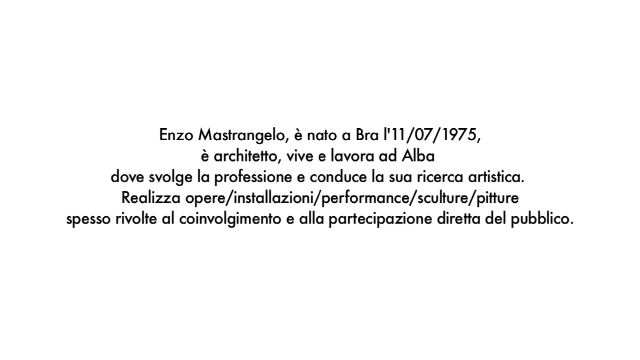 Enzo Mastrangelo, è nato a Bra l'11/07/1975,
è architetto, vive e lavora ad Alba
dove svolge la professione e conduce la sua ricerca artistica.
Realizza opere/installazioni/performance/sculture/pitture
spesso rivolte al coinvolgimento e alla partecipazione diretta del pubblico.